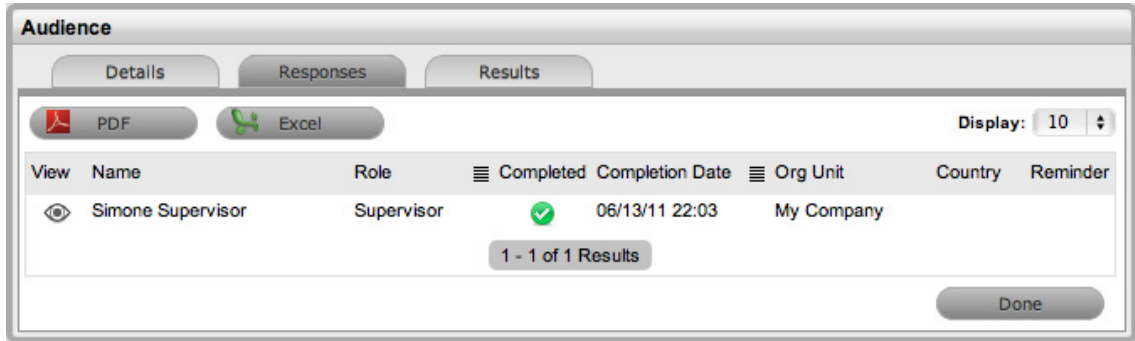 Audience
Details Responses Results
PDF Excel Display: 10
View Name Role Completed Completion Date Org Unit Country Reminder
Simone Supervisor Supervisor 06/13/11 22:03 My Company
1 - 1 of 1 Results
Done